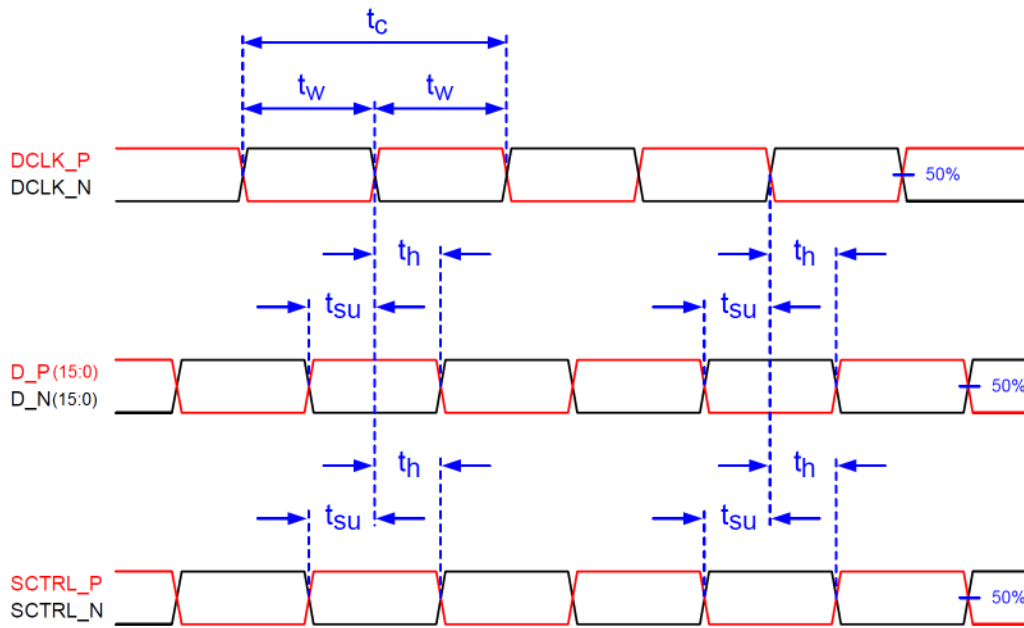 tc
tw tw
DCLK_P
DCLK_N
50%
th th
tsu tsu
D_P(15:0)
D_N(15:0)
50%
th th
tsu tsu
SCTRL_P
SCTRL_N
50%